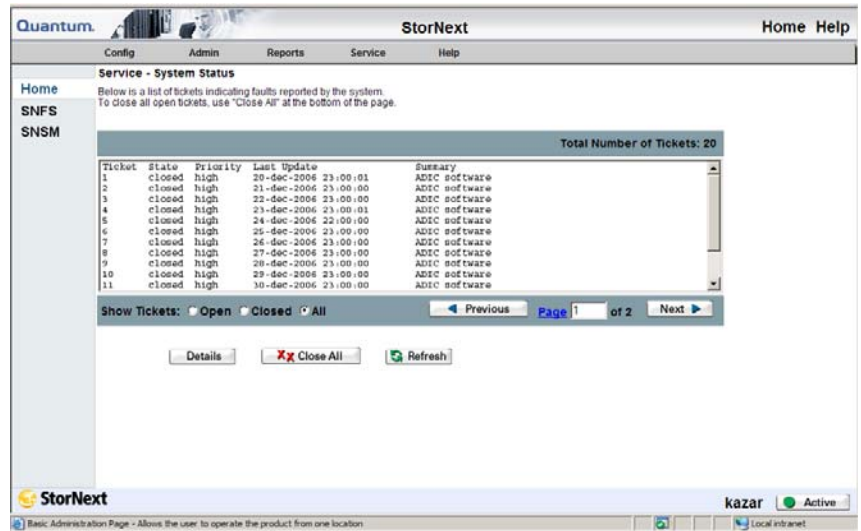 Quantum. StorNext Home Help
Config Admin Reports Service Help
Service - System Status
Home
SNFS
SNSM
Below is a list of tickets indicating faults reported by the system.
To close all open tickets, use "Close All" at the bottom of the page.
Total Number of Tickets: 20
Ticket State Priority Last Update Summary
1 closed high 20-dec-2006 23:00:01 ADIC software
2 closed high 21-dec-2006 23:00:00 ADIC software
3 closed high 22-dec-2006 23:00:00 ADIC software
4 closed high 23-dec-2006 23:00:01 ADIC software
5 closed high 24-dec-2006 22:00:00 ADIC software
6 closed high 25-dec-2006 23:00:00 ADIC software
7 closed high 26-dec-2006 23:00:00 ADIC software
8 closed high 27-dec-2006 23:00:00 ADIC software
9 closed high 28-dec-2006 23:00:00 ADIC software
10 closed high 29-dec-2006 23:00:00 ADIC software
11 closed high 30-dec-2006 23:00:00 ADIC software
Show Tickets: Open Closed All Previous Page 1 of 2 Next
Details Close All Refresh
StorNext kazar Active
Basic Administration Page - Allows the user to operate the product from one location Local intranet